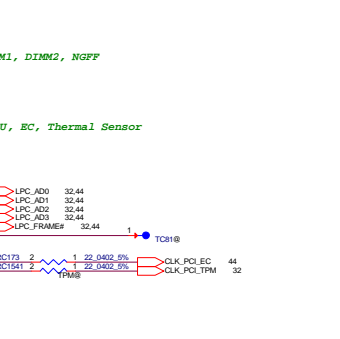 M1, DIMM2, NGFF
U, EC, Thermal Sensor
LPC_AD0 32,44
LPC_AD1 32,44
LPC_AD2 32,44
LPC_AD3 32,44
LPC_FRAME# 32,44
1
TC81@
RC173 2 1 22_0402_5% CLK_PCI_EC 44
RC1541 2 1 22_0402_5% CLK_PCI_TPM 32
TPM@